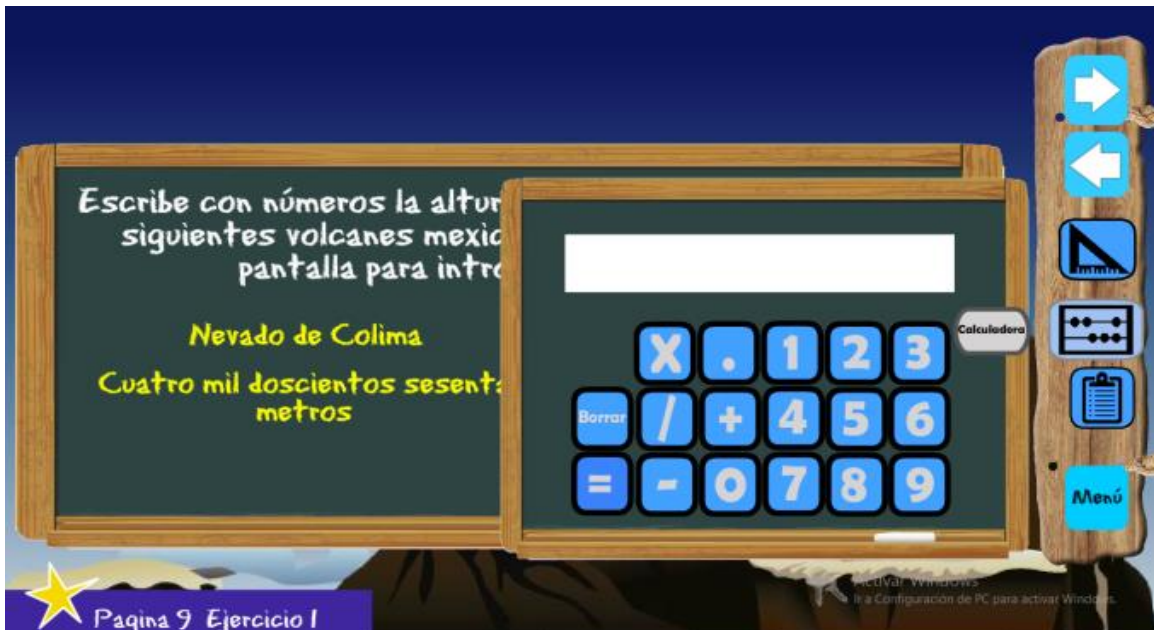 Escribe con números la altur
siguientes volcanes mexic
pantalla para intro
Nevado de Colima
Cuatro mil doscientos sesenta
metros
Calculadora
X . 1 2 3
Borrar / + 4 5 6
= - 0 7 8 9
Menú
Activar Windows
Ir a Configuración de PC para activar Windows.
Pagina 9 Ejercicio 1